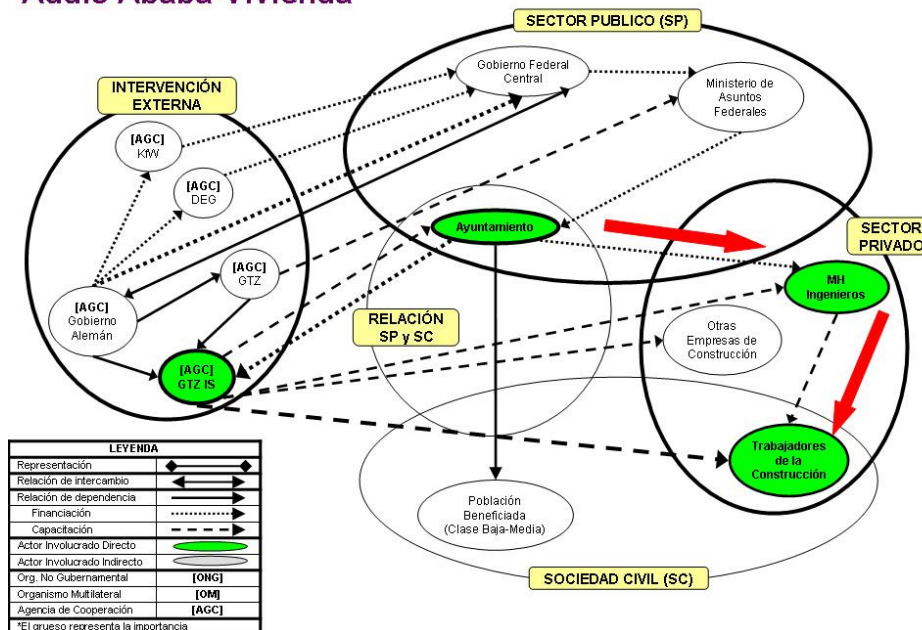 Addis Ababa Vivienda
SECTOR PUBLICO (SP)
Gobierno Federal
Central
Ministerio de
Asuntos
Federales
INTERVENCIÓN
EXTERNA
[AGC]
KfW
[AGC]
DEG
[AGC]
GTZ
[AGC]
Gobierno
Alemán
[AGC]
GTZ IS
Ayuntamiento
SECTOR
PRIVADO
MH
Ingenieros
RELACIÓN
SP y SC
Otras
Empresas de
Construcción
Trabajadores
de la
Construcción
Población
Beneficiada
(Clase Baja-Media)
SOCIEDAD CIVIL (SC)
LEYENDA
Representación
Relación de intercambio
Relación de dependencia
Financiación
Capacitación
Actor Involucrado Directo
Actor Involucrado Indirecto
Org. No Gubernamental [ONG]
Organismo Multilateral [OM]
Agencia de Cooperación [AGC]
*El grueso representa la importancia